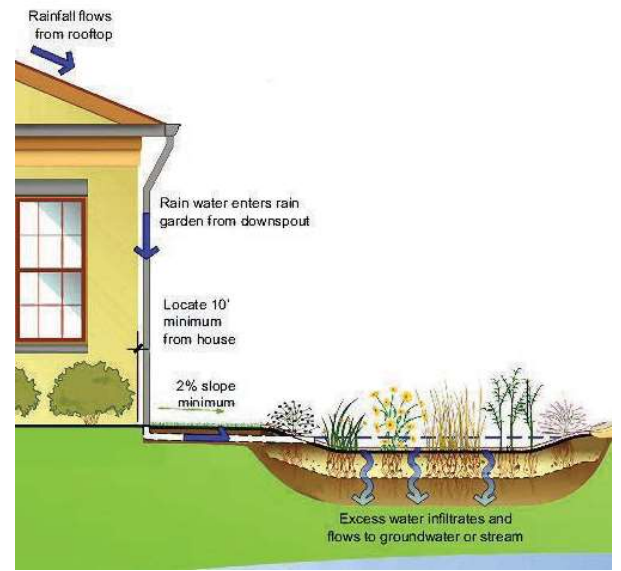 Rainfall flows
from rooftop
Rain water enters rain
garden from downspout
Locate 10'
minimum
from house
2% slope
minimum
Excess water infiltrates and
flows to groundwater or stream